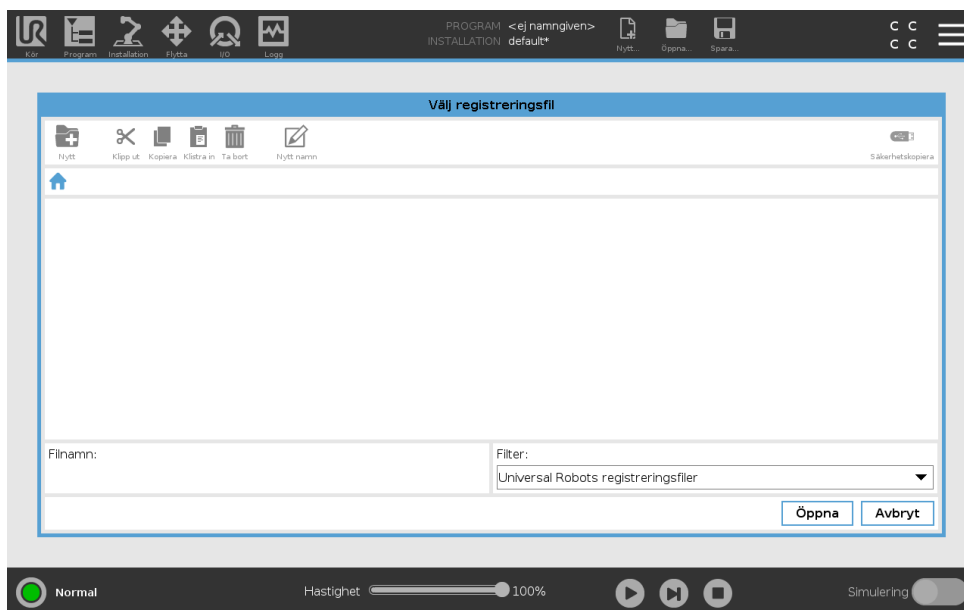 PROGRAM <ej namngiven>
INSTALLATION default*
Kör Program Installation Flytta I/O Logg Nytt... Öppna... Spara...
C C
C C
Välj registreringsfil
Nytt Klipp ut Kopiera Klistra in Ta bort Nytt namn Säkerhetskopiera
Filnamn:
Filter:
Universal Robots registreringsfiler
Öppna Avbryt
Normal Hastighet 100% Simulering